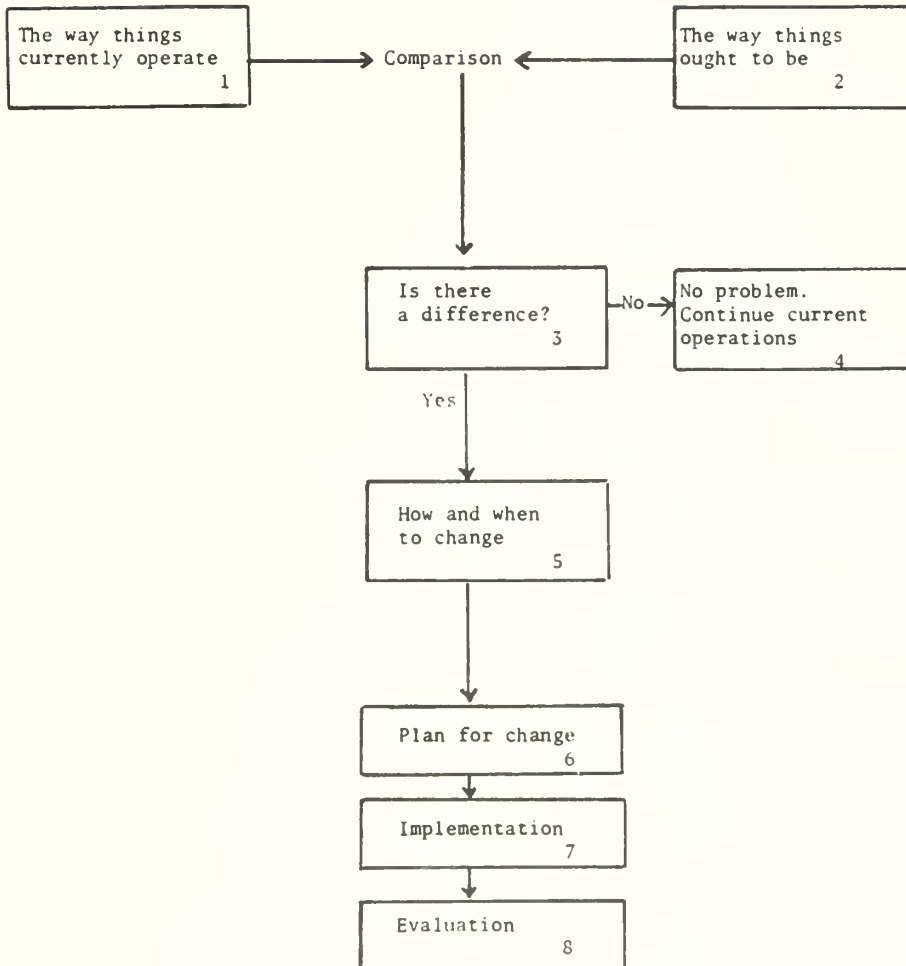 The way things
currently operate
1
Comparison
The way things
ought to be
2
Is there
a difference?
3
No
No problem.
Continue current
operations
4
Yes
How and when
to change
5
Plan for change
6
Implementation
7
Evaluation
8